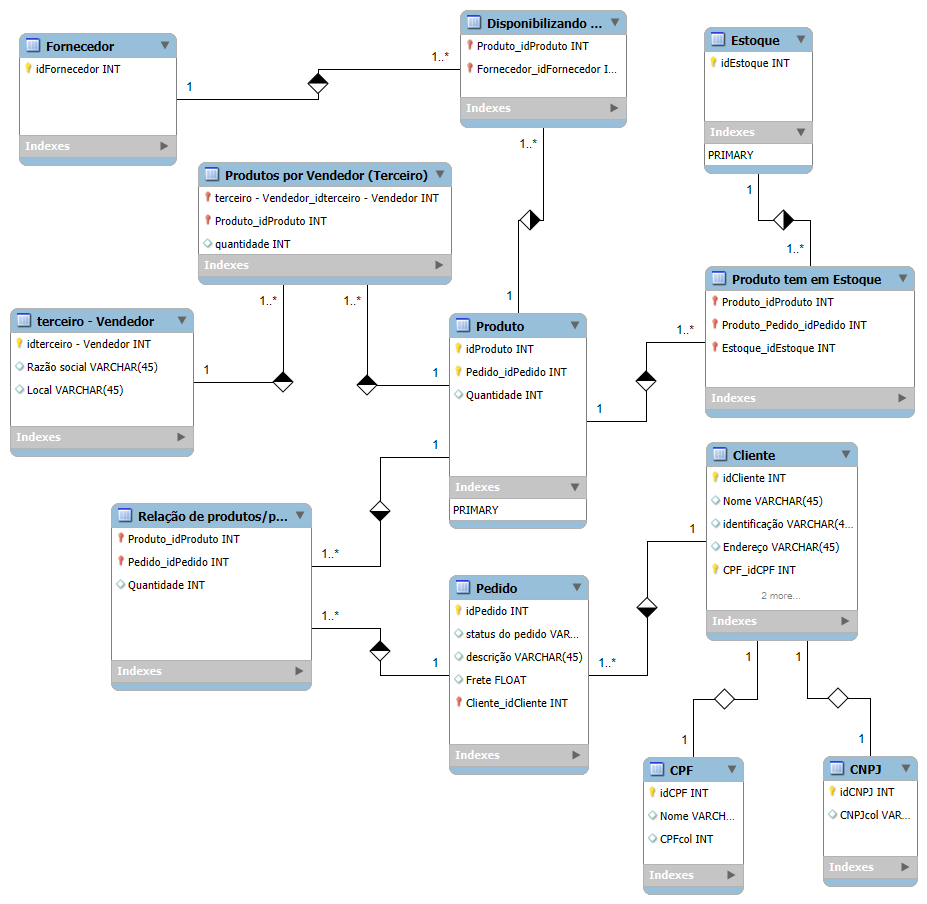 Fornecedor
idFornecedor INT
Indexes
1
1..*
Disponibilizando ...
Produto_idProduto INT
Fornecedor_idFornecedor I...
Indexes
1..*
1
Estoque
idEstoque INT
Indexes
PRIMARY
1
1..*
Produtos por Vendedor (Terceiro)
terceiro - Vendedor_idterceiro - Vendedor INT
Produto_idProduto INT
quantidade INT
Indexes
1..*
1..*
terceiro - Vendedor
idterceiro - Vendedor INT
Razão social VARCHAR(45)
Local VARCHAR(45)
Indexes
1
1
Produto
idProduto INT
Pedido_idPedido INT
Quantidade INT
Indexes
PRIMARY
1
1..*
Produto tem em Estoque
Produto_idProduto INT
Produto_Pedido_idPedido INT
Estoque_idEstoque INT
Indexes
1
1..*
Relação de produtos/p...
Produto_idProduto INT
Pedido_idPedido INT
Quantidade INT
Indexes
1..*
1
Pedido
idPedido INT
status do pedido VAR...
descrição VARCHAR(45)
Frete FLOAT
Cliente_idCliente INT
Indexes
1..*
1
Cliente
idCliente INT
Nome VARCHAR(45)
identificação VARCHAR(4...
Endereço VARCHAR(45)
CPF_idCPF INT
2 more...
Indexes
1
1
1
1
CPF
idCPF INT
Nome VARCH...
CPFcol INT
Indexes
CNPJ
idCNPJ INT
CNPJcol VAR...
Indexes